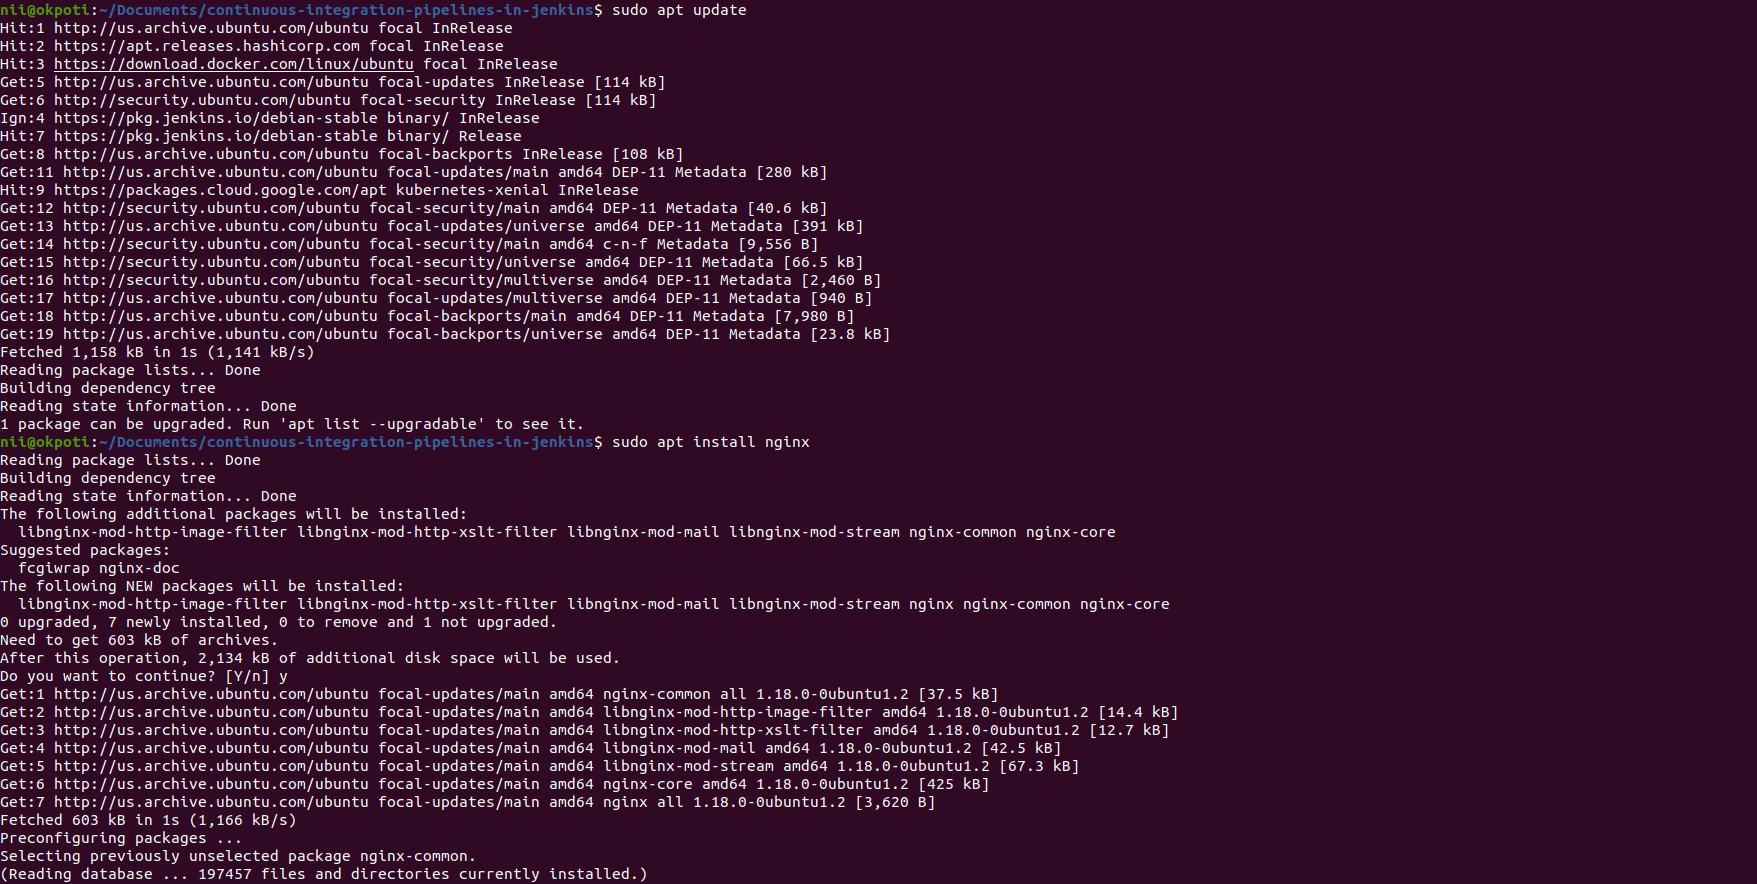 nii@okpoti:~/Documents/continuous-integration-pipelines-in-jenkins$ sudo apt update
Hit:1 http://us.archive.ubuntu.com/ubuntu focal InRelease
Hit:2 https://apt.releases.hashicorp.com focal InRelease
Hit:3 https://download.docker.com/linux/ubuntu focal InRelease
Get:5 http://us.archive.ubuntu.com/ubuntu focal-updates InRelease [114 kB]
Get:6 http://security.ubuntu.com/ubuntu focal-security InRelease [114 kB]
Ign:4 https://pkg.jenkins.io/debian-stable binary/ InRelease
Hit:7 https://pkg.jenkins.io/debian-stable binary/ Release
Get:8 http://us.archive.ubuntu.com/ubuntu focal-backports InRelease [108 kB]
Get:11 http://us.archive.ubuntu.com/ubuntu focal-updates/main amd64 DEP-11 Metadata [280 kB]
Hit:9 https://packages.cloud.google.com/apt kubernetes-xenial InRelease
Get:12 http://security.ubuntu.com/ubuntu focal-security/main amd64 DEP-11 Metadata [40.6 kB]
Get:13 http://us.archive.ubuntu.com/ubuntu focal-updates/universe amd64 DEP-11 Metadata [391 kB]
Get:14 http://security.ubuntu.com/ubuntu focal-security/main amd64 c-n-f Metadata [9,556 B]
Get:15 http://security.ubuntu.com/ubuntu focal-security/universe amd64 DEP-11 Metadata [66.5 kB]
Get:16 http://security.ubuntu.com/ubuntu focal-security/multiverse amd64 DEP-11 Metadata [2,460 B]
Get:17 http://us.archive.ubuntu.com/ubuntu focal-updates/multiverse amd64 DEP-11 Metadata [940 B]
Get:18 http://us.archive.ubuntu.com/ubuntu focal-backports/main amd64 DEP-11 Metadata [7,980 B]
Get:19 http://us.archive.ubuntu.com/ubuntu focal-backports/universe amd64 DEP-11 Metadata [23.8 kB]
Fetched 1,158 kB in 1s (1,141 kB/s)
Reading package lists... Done
Building dependency tree
Reading state information... Done
1 package can be upgraded. Run 'apt list --upgradable' to see it.
nii@okpoti:~/Documents/continuous-integration-pipelines-in-jenkins$ sudo apt install nginx
Reading package lists... Done
Building dependency tree
Reading state information... Done
The following additional packages will be installed:
  libnginx-mod-http-image-filter libnginx-mod-http-xslt-filter libnginx-mod-mail libnginx-mod-stream nginx-common nginx-core
Suggested packages:
  fcgiwrap nginx-doc
The following NEW packages will be installed:
  libnginx-mod-http-image-filter libnginx-mod-http-xslt-filter libnginx-mod-mail libnginx-mod-stream nginx nginx-common nginx-core
0 upgraded, 7 newly installed, 0 to remove and 1 not upgraded.
Need to get 603 kB of archives.
After this operation, 2,134 kB of additional disk space will be used.
Do you want to continue? [Y/n] y
Get:1 http://us.archive.ubuntu.com/ubuntu focal-updates/main amd64 nginx-common all 1.18.0-0ubuntu1.2 [37.5 kB]
Get:2 http://us.archive.ubuntu.com/ubuntu focal-updates/main amd64 libnginx-mod-http-image-filter amd64 1.18.0-0ubuntu1.2 [14.4 kB]
Get:3 http://us.archive.ubuntu.com/ubuntu focal-updates/main amd64 libnginx-mod-http-xslt-filter amd64 1.18.0-0ubuntu1.2 [12.7 kB]
Get:4 http://us.archive.ubuntu.com/ubuntu focal-updates/main amd64 libnginx-mod-mail amd64 1.18.0-0ubuntu1.2 [42.5 kB]
Get:5 http://us.archive.ubuntu.com/ubuntu focal-updates/main amd64 libnginx-mod-stream amd64 1.18.0-0ubuntu1.2 [67.3 kB]
Get:6 http://us.archive.ubuntu.com/ubuntu focal-updates/main amd64 nginx-core amd64 1.18.0-0ubuntu1.2 [425 kB]
Get:7 http://us.archive.ubuntu.com/ubuntu focal-updates/main amd64 nginx all 1.18.0-0ubuntu1.2 [3,620 B]
Fetched 603 kB in 1s (1,166 kB/s)
Preconfiguring packages ...
Selecting previously unselected package nginx-common.
(Reading database ... 197457 files and directories currently installed.)